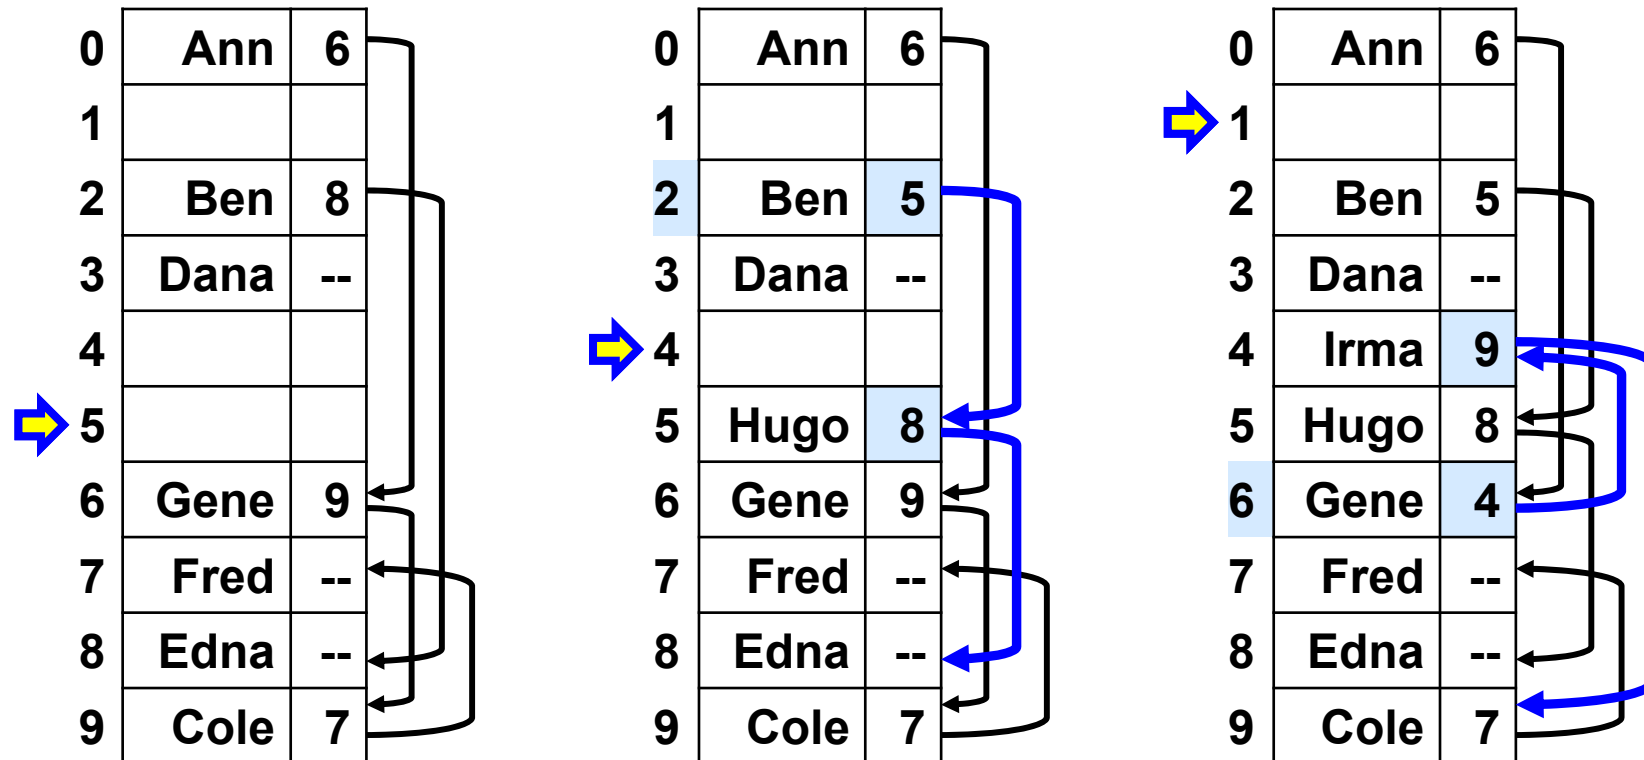 0 Ann 6
1
2 Ben 8
3 Dana --
4
5
6 Gene 9
7 Fred --
8 Edna --
9 Cole 7
0 Ann 6
1
2 Ben 5
3 Dana --
4
5 Hugo 8
6 Gene 9
7 Fred --
8 Edna --
9 Cole 7
0 Ann 6
1
2 Ben 5
3 Dana --
4 Irma 9
5 Hugo 8
6 Gene 4
7 Fred --
8 Edna --
9 Cole 7